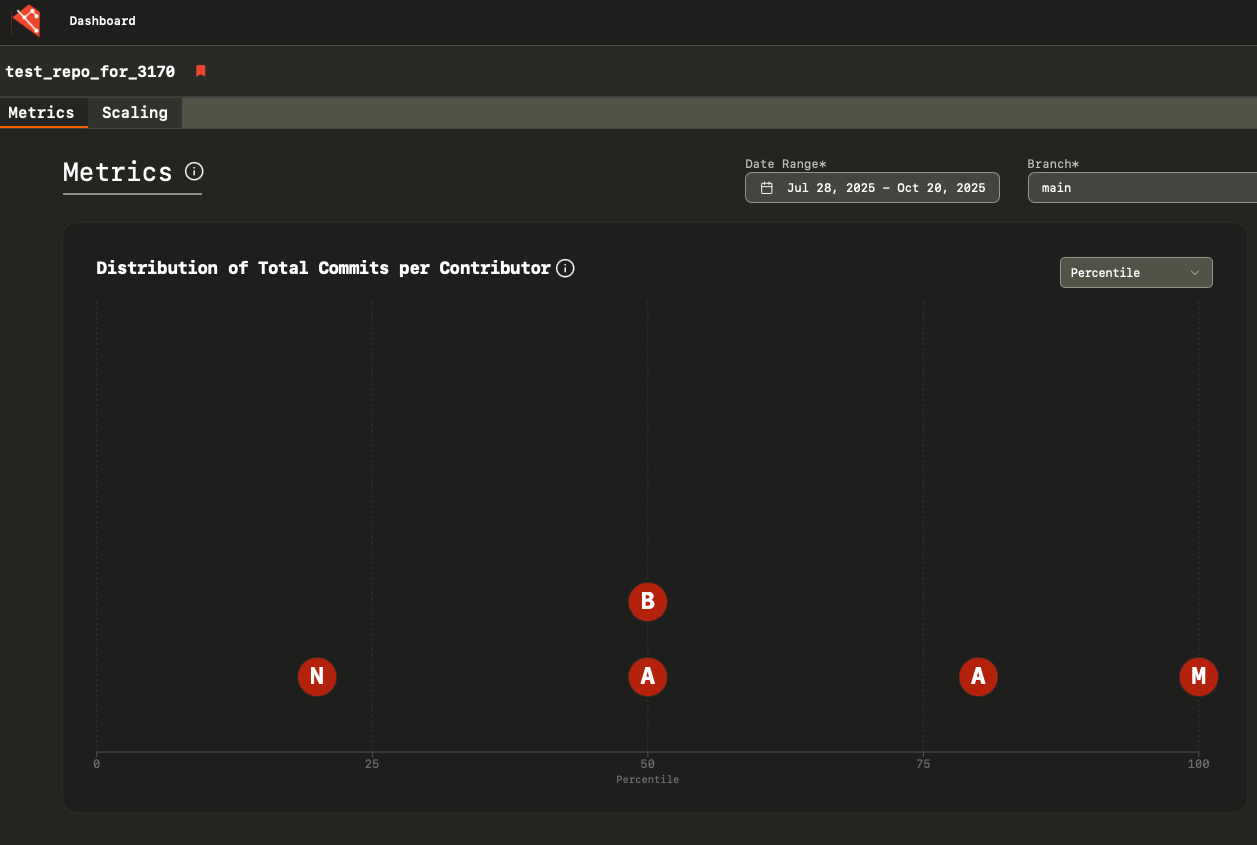 Dashboard
test_repo_for_3170
Metrics Scaling
Metrics
Date Range*
Jul 28, 2025 – Oct 20, 2025
Branch*
main
Distribution of Total Commits per Contributor
Percentile
B
N A A M
0 25 50 75 100
Percentile